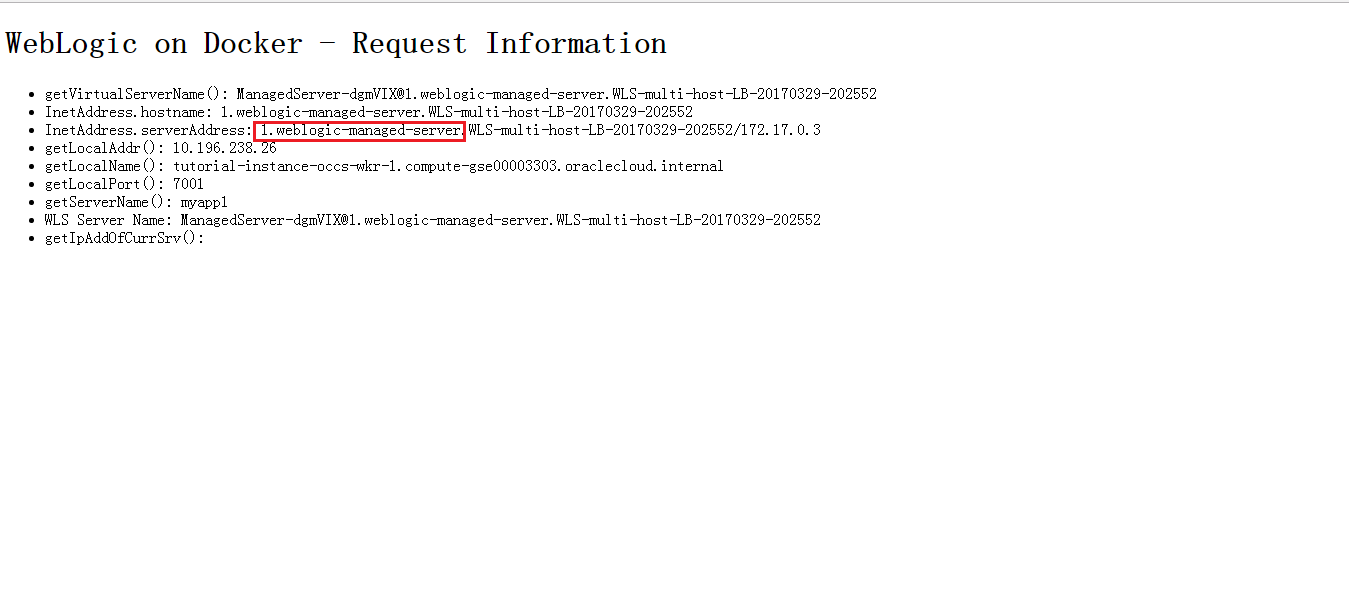 WebLogic on Docker - Request Information
getVirtualServerName(): ManagedServer-dgmVIX@1.weblogic-managed-server.WLS-multi-host-LB-20170329-202552
InetAddress.hostname: 1.weblogic-managed-server.WLS-multi-host-LB-20170329-202552
InetAddress.serverAddress: 1.weblogic-managed-server.WLS-multi-host-LB-20170329-202552/172.17.0.3
getLocalAddr(): 10.196.238.26
getLocalName(): tutorial-instance-occs-wkr-1.compute-gse00003303.oraclecloud.internal
getLocalPort(): 7001
getServerName(): myapp1
WLS Server Name: ManagedServer-dgmVIX@1.weblogic-managed-server.WLS-multi-host-LB-20170329-202552
getIpAddOfCurrSrv():